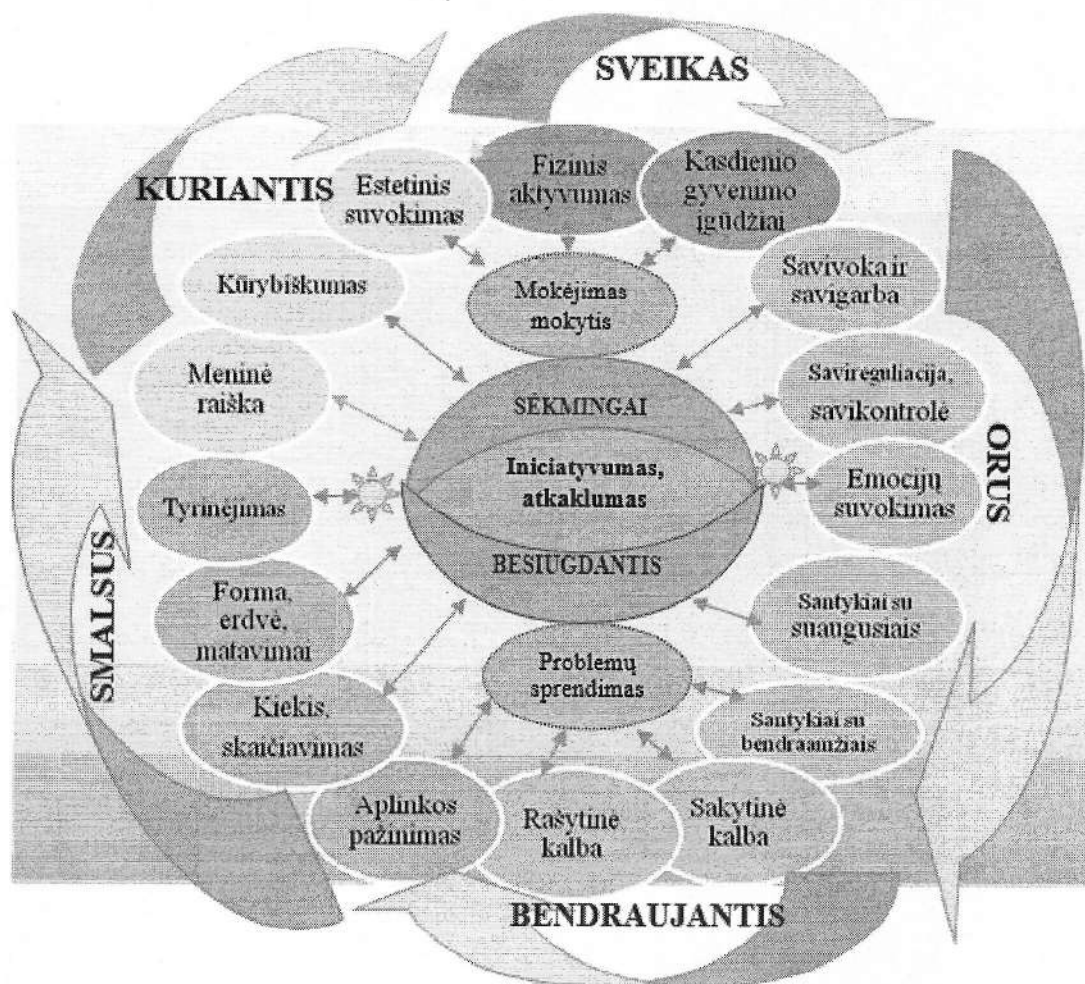 SVEIKAS
KURIANTIS
Estetinis
suvokimas
Fizinis
aktyvumas
Kasdienio
gyvenimo
įgūdžiai
Kūrybiškumas
Mokėjimas
mokytis
Savivoka ir
savigarba
Meninė
raiška
SĖKMINGAI
Savireguliacija,
savikontrolė
Iniciatyvumas,
atkaklumas
ORUS
Tyrinėjimas
Emocijų
suvokimas
BESIUGDANTIS
SMALSUS
Forma,
erdvė,
matavimai
Santykiai su
suaugusiais
Problemų
sprendimas
Kiekis,
skaičiavimas
Santykiai su
bendraamžiais
Aplinkos
pažinimas
Rašytinė
kalba
Sakytinė
kalba
BENDRAUJANTIS